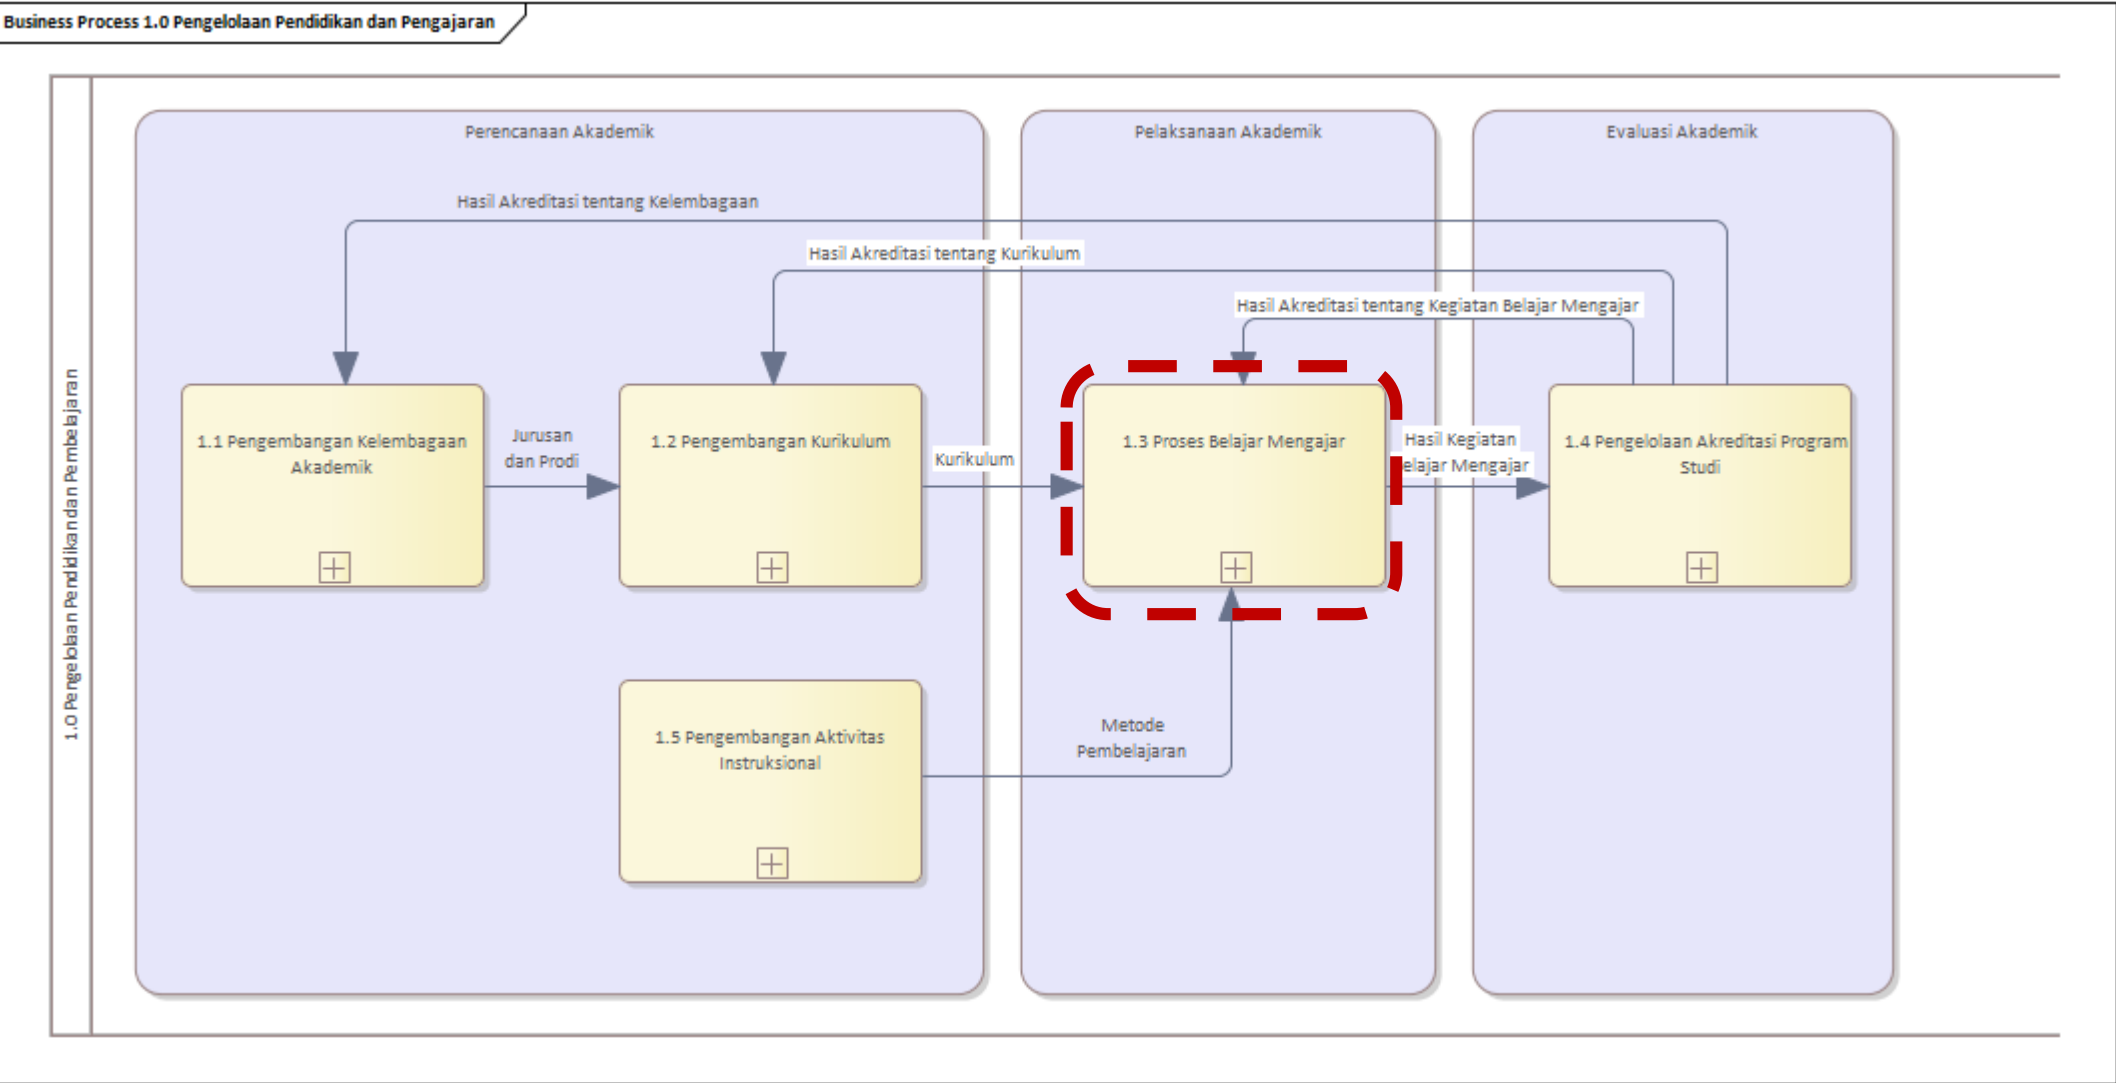 Business Process 1.0 Pengelolaan Pendidikan dan Pengajaran
1.0 Pengelolaan Pendidikan dan Pembelajaran
Perencanaan Akademik
Pelaksanaan Akademik
Evaluasi Akademik
Hasil Akreditasi tentang Kelembagaan
Hasil Akreditasi tentang Kurikulum
Hasil Akreditasi tentang Kegiatan Belajar Mengajar
1.1 Pengembangan Kelembagaan
Akademik
Jurusan
dan Prodi
1.2 Pengembangan Kurikulum
Kurikulum
1.3 Proses Belajar Mengajar
Hasil Kegiatan
elajar Mengajar
1.4 Pengelolaan Akreditasi Program
Studi
1.5 Pengembangan Aktivitas
Instruksional
Metode
Pembelajaran